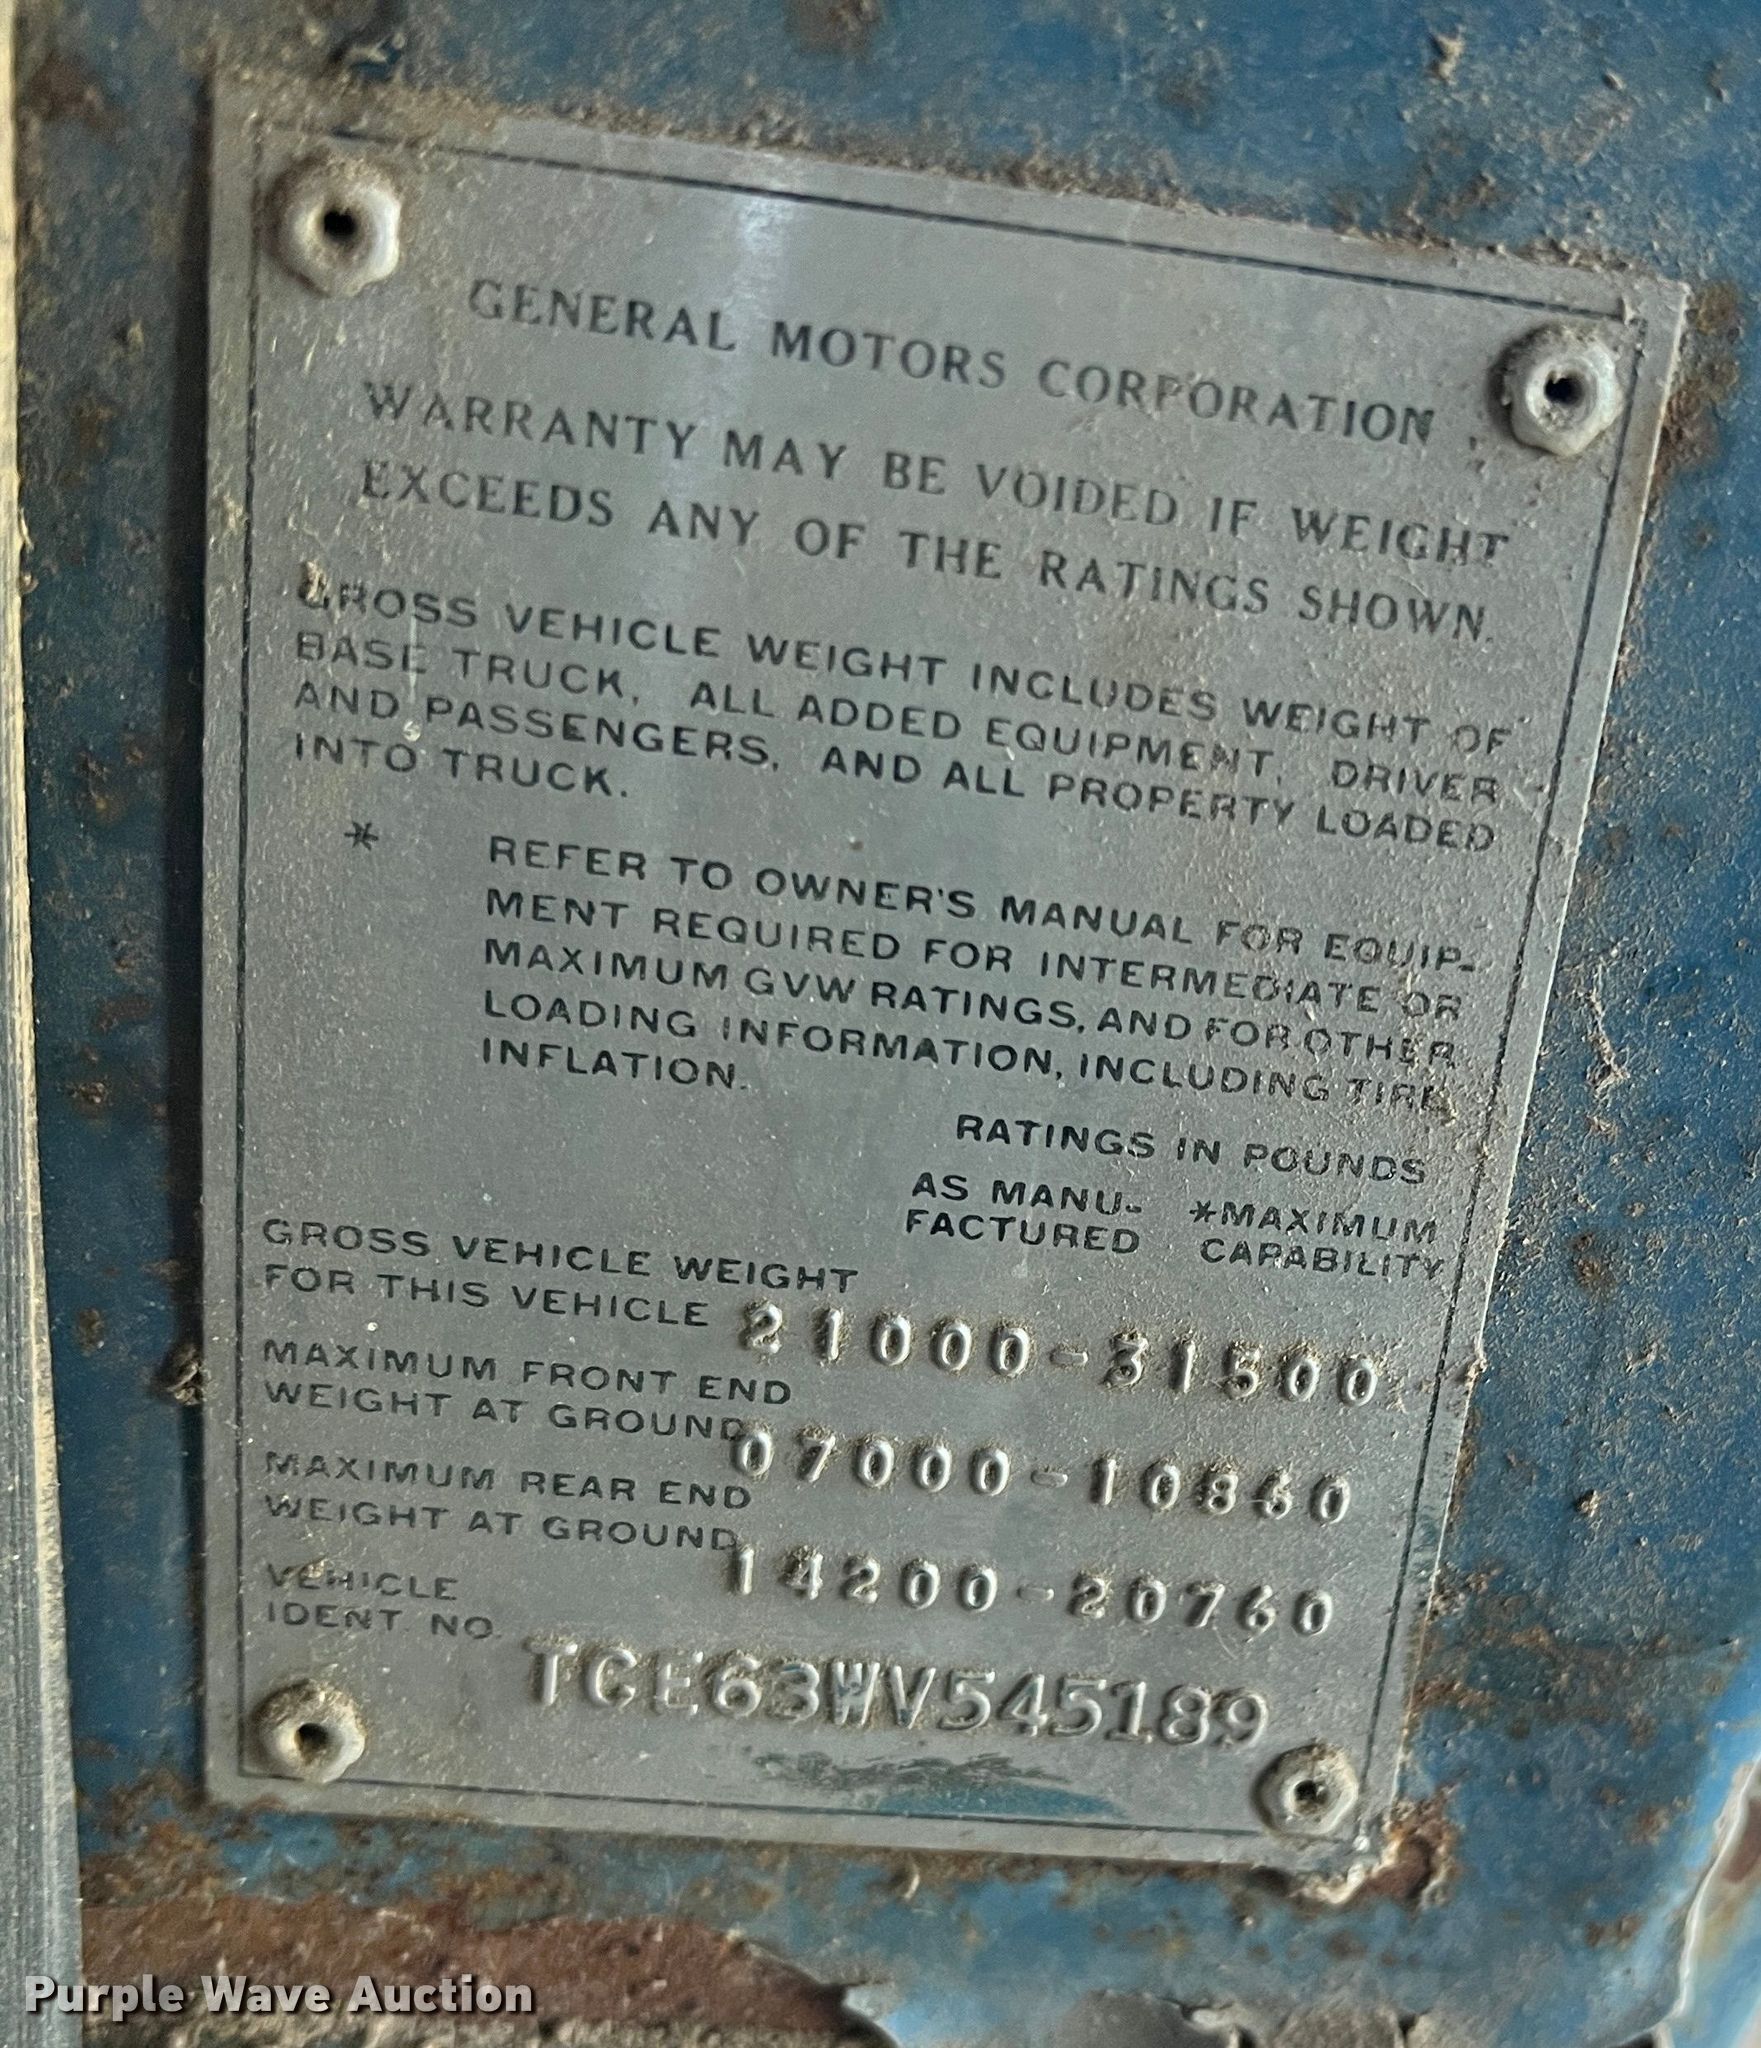 GENERAL MOTORS CORPORATION
WARRANTY MAY BE VOIDED IF WEIGHT
EXCEEDS ANY OF THE RATINGS SHOWN.
GROSS VEHICLE WEIGHT INCLUDES WEIGHT OF
BASE TRUCK, ALL ADDED EQUIPMENT, DRIVER
AND PASSENGERS, AND ALL PROPERTY LOADED
INTO TRUCK.
* REFER TO OWNER'S MANUAL FOR EQUIP-
MENT REQUIRED FOR INTERMEDIATE OR
MAXIMUM GVW RATINGS, AND FOR OTHER
LOADING INFORMATION, INCLUDING TIRE
INFLATION.
RATINGS IN POUNDS
AS MANU- *MAXIMUM
FACTURED CAPABILITY
GROSS VEHICLE WEIGHT
FOR THIS VEHICLE 21000-31500
MAXIMUM FRONT END
WEIGHT AT GROUND 07000-10860
MAXIMUM REAR END
WEIGHT AT GROUND 14200-20760
VEHICLE
IDENT. NO. TCE63WV545189
Purple Wave Auction